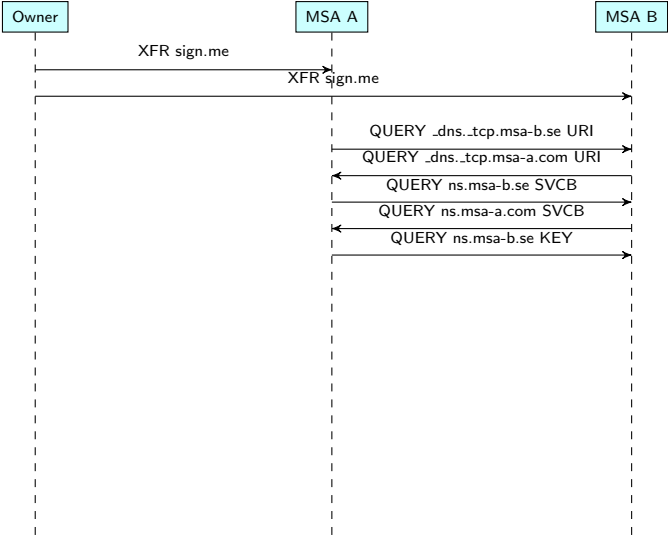 Owner
MSA A
MSA B
XFR sign.me
XFR sign.me
QUERY _dns._tcp.msa-b.se URI
QUERY _dns._tcp.msa-a.com URI
QUERY ns.msa-b.se SVCB
QUERY ns.msa-a.com SVCB
QUERY ns.msa-b.se KEY